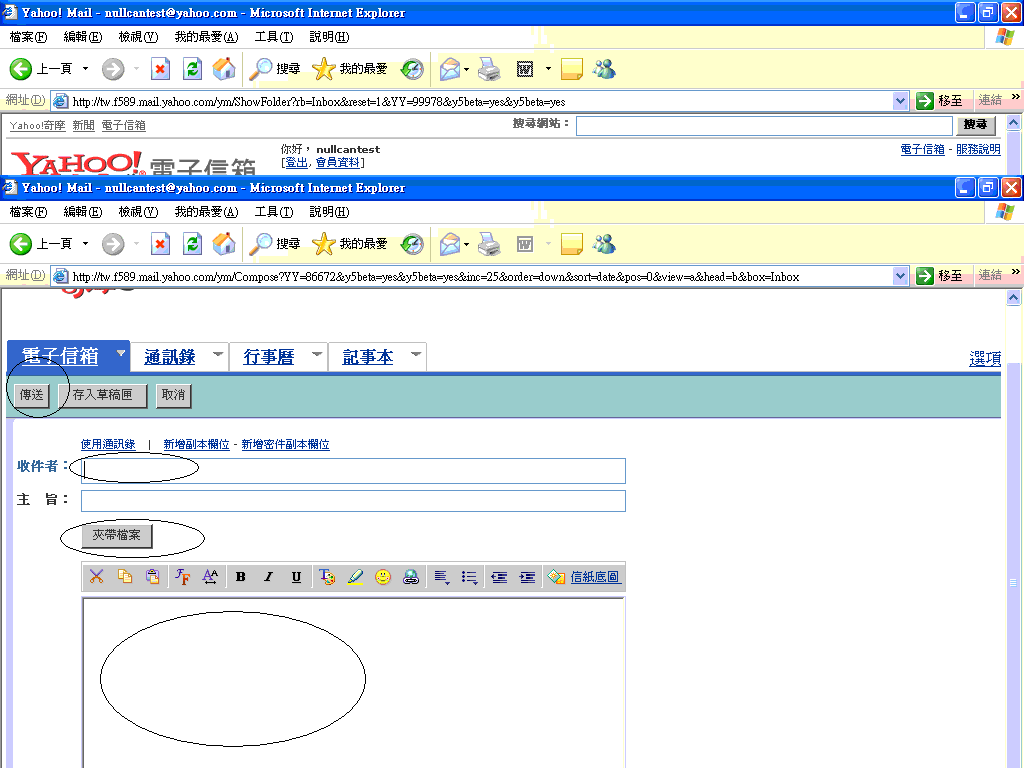 Yahoo! Mail - nullcantest@yahoo.com - Microsoft Internet Explorer
檔案(F) 編輯(E) 檢視(V) 我的最愛(A) 工具(T) 說明(H)
上一頁 搜尋 我的最愛
網址(D) http://tw.f589.mail.yahoo.com/ym/ShowFolder?rb=Inbox&reset=1&YY=99978&y5beta=yes&y5beta=yes 移至 連結 »
Yahoo!奇摩 新聞 電子信箱 搜尋網站： 搜尋
YAHOO! 電子信箱 你好， nullcantest 電子信箱 - 服務說明
[登出, 會員資料]
Yahoo! Mail - nullcantest@yahoo.com - Microsoft Internet Explorer
檔案(F) 編輯(E) 檢視(V) 我的最愛(A) 工具(T) 說明(H)
上一頁 搜尋 我的最愛
網址(D) http://tw.f589.mail.yahoo.com/ym/Compose?YY=86672&y5beta=yes&y5beta=yes&inc=25&order=down&sort=date&pos=0&view=a&head=b&box=Inbox 移至 連結 »
電子信箱 通訊錄 行事曆 記事本 選項
傳送 存入草稿匣 取消
使用通訊錄 | 新增副本欄位 - 新增密件副本欄位
收件者：
主 旨：
夾帶檔案
B I U 信紙底圖